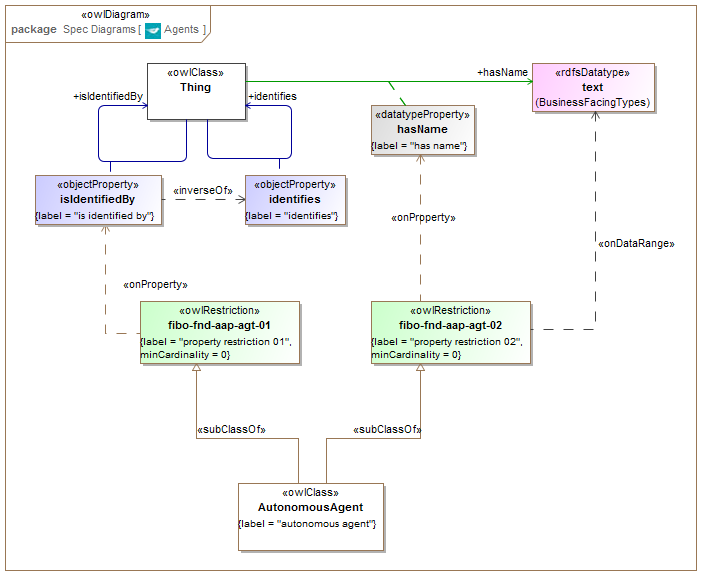 «owlDiagram»
package Spec Diagrams [ Agents ]
«owlClass»
Thing
+hasName
«rdfsDatatype»
text
(BusinessFacingTypes)
+isIdentifiedBy
+identifies
«datatypeProperty»
hasName
{label = "has name"}
«objectProperty»
isIdentifiedBy
{label = "is identified by"}
«inverseOf»
«objectProperty»
identifies
{label = "identifies"}
«onProperty»
«onDataRange»
«onProperty»
«owlRestriction»
fibo-fnd-aap-agt-01
{label = "property restriction 01",
minCardinality = 0}
«owlRestriction»
fibo-fnd-aap-agt-02
{label = "property restriction 02",
minCardinality = 0}
«subClassOf»
«subClassOf»
«owlClass»
AutonomousAgent
{label = "autonomous agent"}